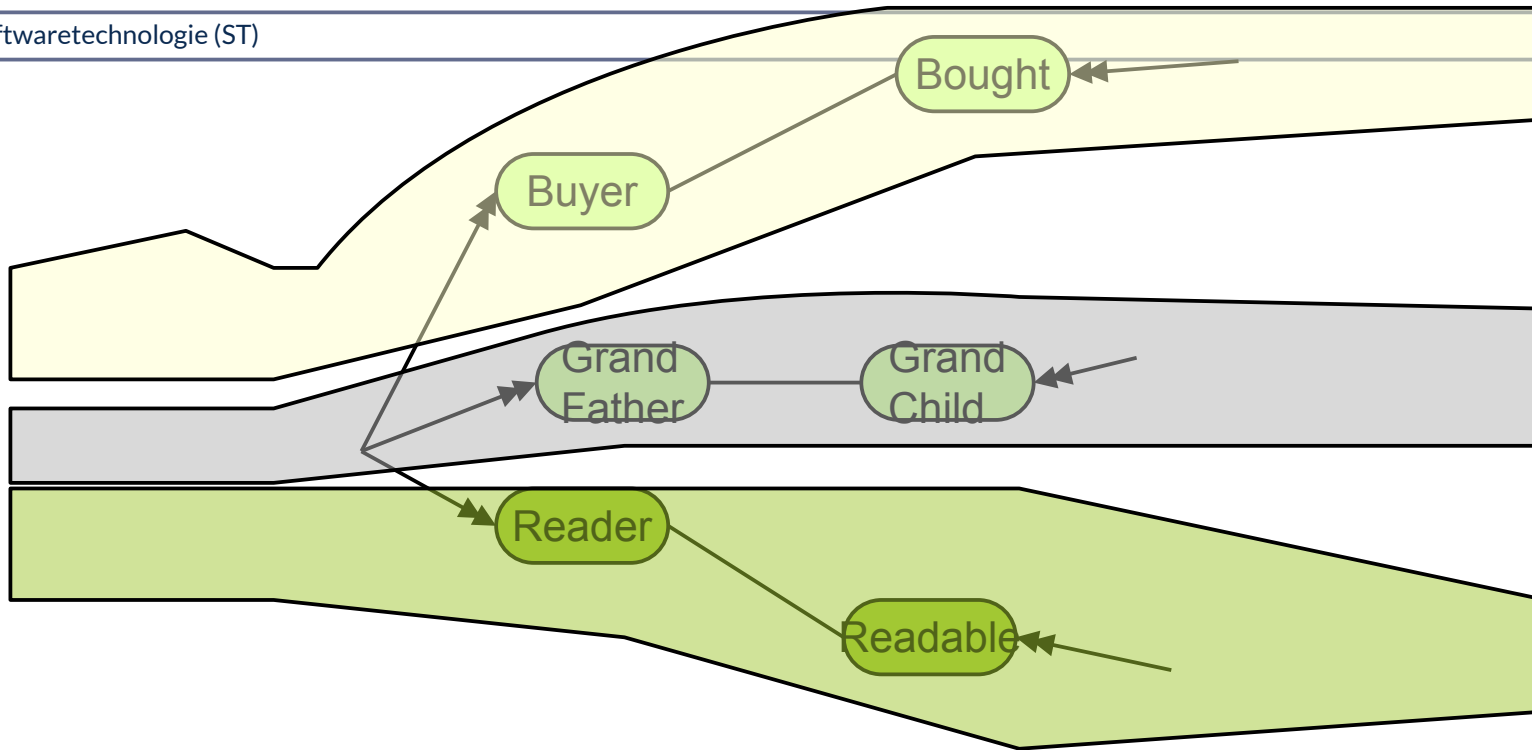 ftwaretechnologie (ST)
Bought
Buyer
Grand
Father
Grand
Child
Reader
Readable